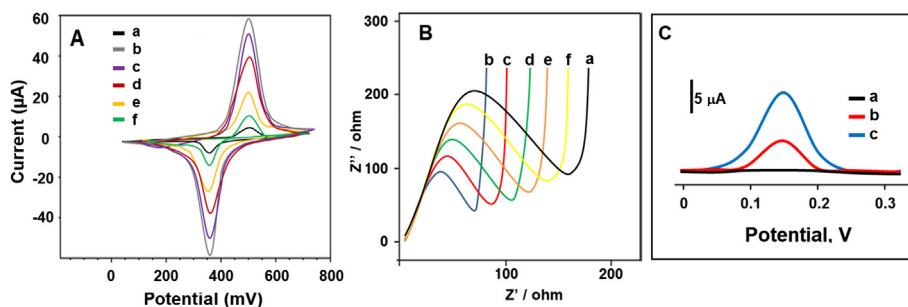 A
a
b
c
d
e
f
60
40
20
0
-20
-40
Current (µA)
0
200
400
600
800
Potential (mV)
B
b c d e f a
300
200
100
0
Z'' / ohm
0
100
200
Z' / ohm
C
5 µA
a
b
c
0
0.1
0.2
0.3
Potential, V